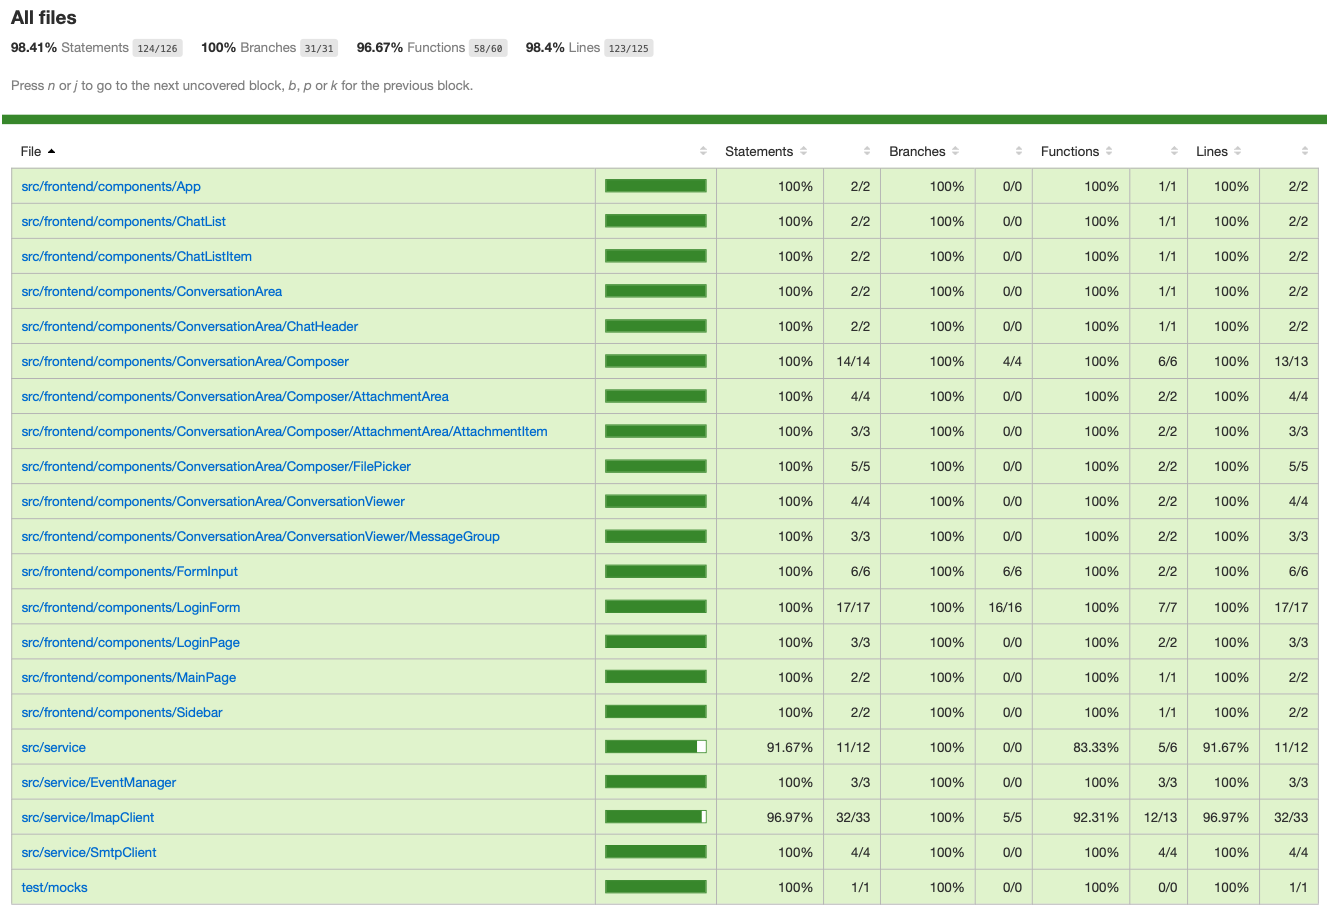 All files
98.41% Statements 124/126 100% Branches 31/31 96.67% Functions 58/60 98.4% Lines 123/125
Press n or j to go to the next uncovered block, b, p or k for the previous block.
File Statements Branches Functions Lines
src/frontend/components/App 100% 2/2 100% 0/0 100% 1/1 100% 2/2
src/frontend/components/ChatList 100% 2/2 100% 0/0 100% 1/1 100% 2/2
src/frontend/components/ChatListItem 100% 2/2 100% 0/0 100% 1/1 100% 2/2
src/frontend/components/ConversationArea 100% 2/2 100% 0/0 100% 1/1 100% 2/2
src/frontend/components/ConversationArea/ChatHeader 100% 2/2 100% 0/0 100% 1/1 100% 2/2
src/frontend/components/ConversationArea/Composer 100% 14/14 100% 4/4 100% 6/6 100% 13/13
src/frontend/components/ConversationArea/Composer/AttachmentArea 100% 4/4 100% 0/0 100% 2/2 100% 4/4
src/frontend/components/ConversationArea/Composer/AttachmentArea/AttachmentItem 100% 3/3 100% 0/0 100% 2/2 100% 3/3
src/frontend/components/ConversationArea/Composer/FilePicker 100% 5/5 100% 0/0 100% 2/2 100% 5/5
src/frontend/components/ConversationArea/ConversationViewer 100% 4/4 100% 0/0 100% 2/2 100% 4/4
src/frontend/components/ConversationArea/ConversationViewer/MessageGroup 100% 3/3 100% 0/0 100% 2/2 100% 3/3
src/frontend/components/FormInput 100% 6/6 100% 6/6 100% 2/2 100% 6/6
src/frontend/components/LoginForm 100% 17/17 100% 16/16 100% 7/7 100% 17/17
src/frontend/components/LoginPage 100% 3/3 100% 0/0 100% 2/2 100% 3/3
src/frontend/components/MainPage 100% 2/2 100% 0/0 100% 1/1 100% 2/2
src/frontend/components/Sidebar 100% 2/2 100% 0/0 100% 1/1 100% 2/2
src/service 91.67% 11/12 100% 0/0 83.33% 5/6 91.67% 11/12
src/service/EventManager 100% 3/3 100% 0/0 100% 3/3 100% 3/3
src/service/ImapClient 96.97% 32/33 100% 5/5 92.31% 12/13 96.97% 32/33
src/service/SmtpClient 100% 4/4 100% 0/0 100% 4/4 100% 4/4
test/mocks 100% 1/1 100% 0/0 100% 0/0 100% 1/1